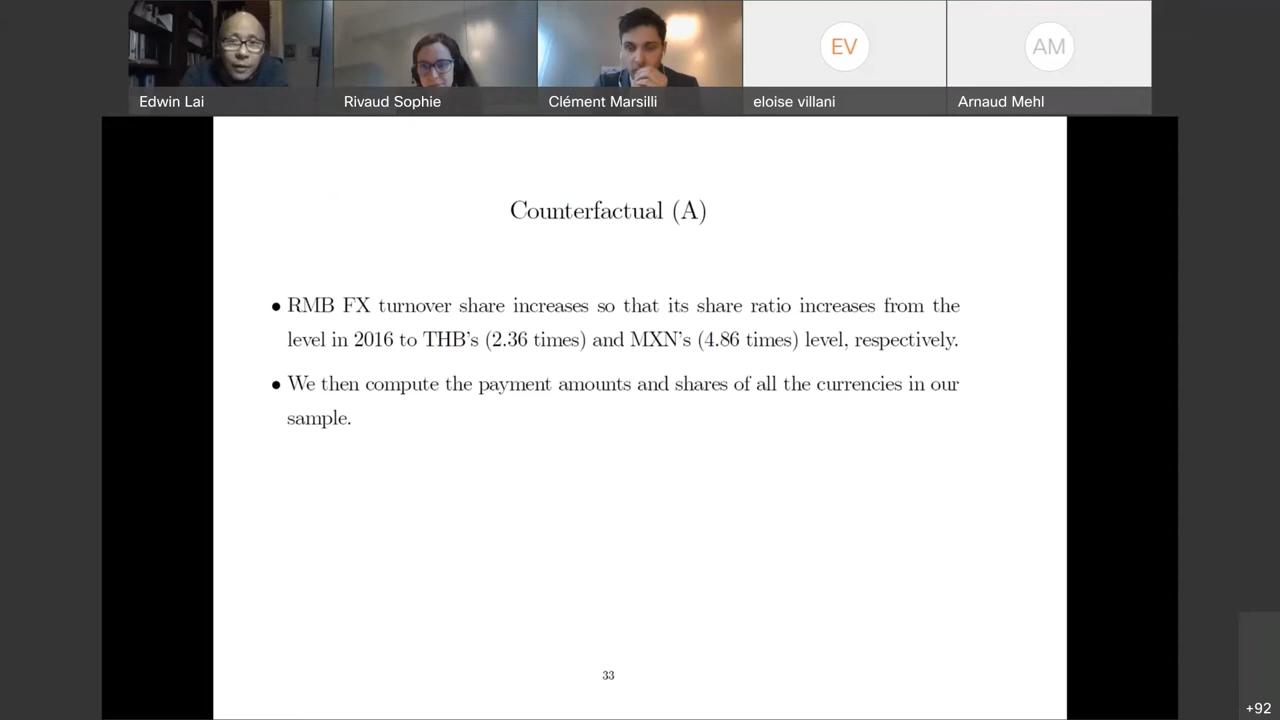 EV
AM
Edwin Lai
Rivaud Sophie
Clément Marsilli
eloise villani
Arnaud Mehl
Counterfactual (A)
• RMB FX turnover share increases so that its share ratio increases from the
level in 2016 to THB's (2.36 times) and MXN's (4.86 times) level, respectively.
• We then compute the payment amounts and shares of all the currencies in our
sample.
33
+92